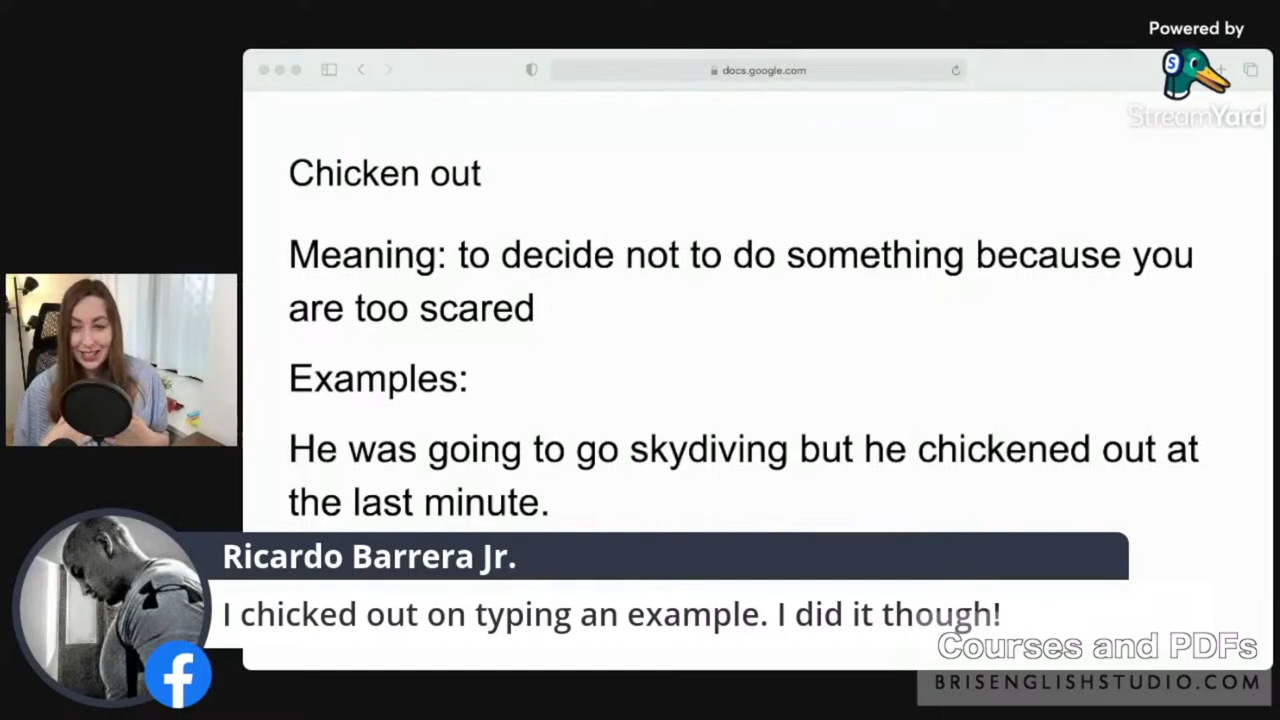 Powered by
StreamYard
docs.google.com
Chicken out
Meaning: to decide not to do something because you
are too scared
Examples:
He was going to go skydiving but he chickened out at
the last minute.
Ricardo Barrera Jr.
I chicked out on typing an example. I did it though!
Courses and PDFs
BRISENGLISHSTUDIO.COM